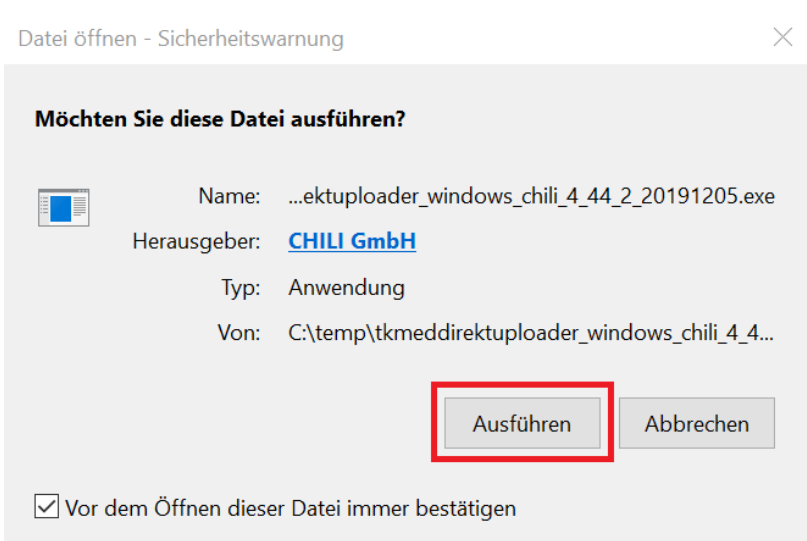 Datei öffnen - Sicherheitswarnung
Möchten Sie diese Datei ausführen?
Name: ...ektuploader_windows_chili_4_44_2_20191205.exe
Herausgeber: CHILI GmbH
Typ: Anwendung
Von: C:\temp\tkmeddirektuploader_windows_chili_4_4...
Ausführen Abbrechen
Vor dem Öffnen dieser Datei immer bestätigen